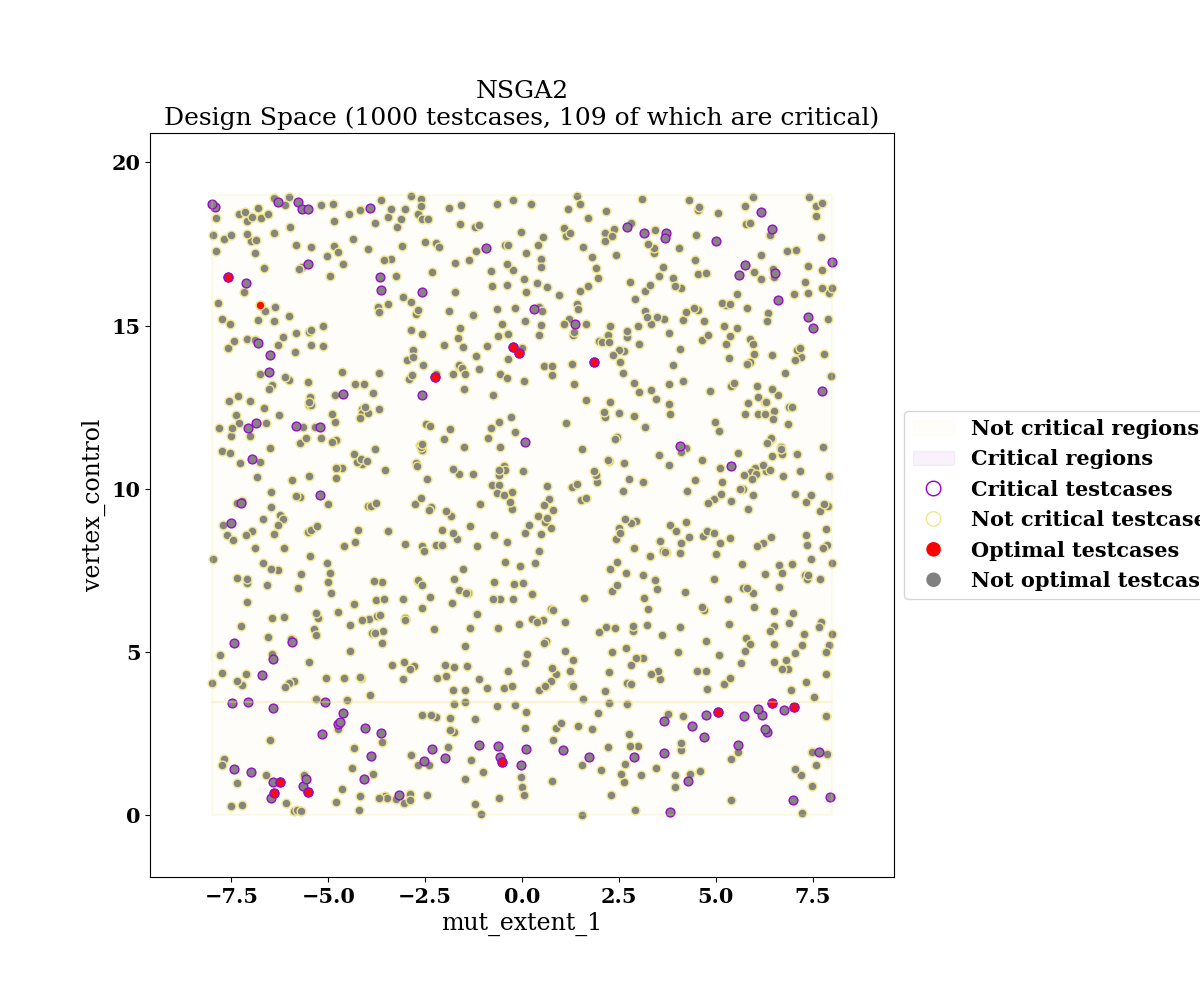 NSGA2
Design Space (1000 testcases, 109 of which are critical)
20
15
10
5
0
vertex_control
−7.5 −5.0 −2.5 0.0 2.5 5.0 7.5
mut_extent_1
Not critical regions
Critical regions
Critical testcases
Not critical testcase
Optimal testcases
Not optimal testcas